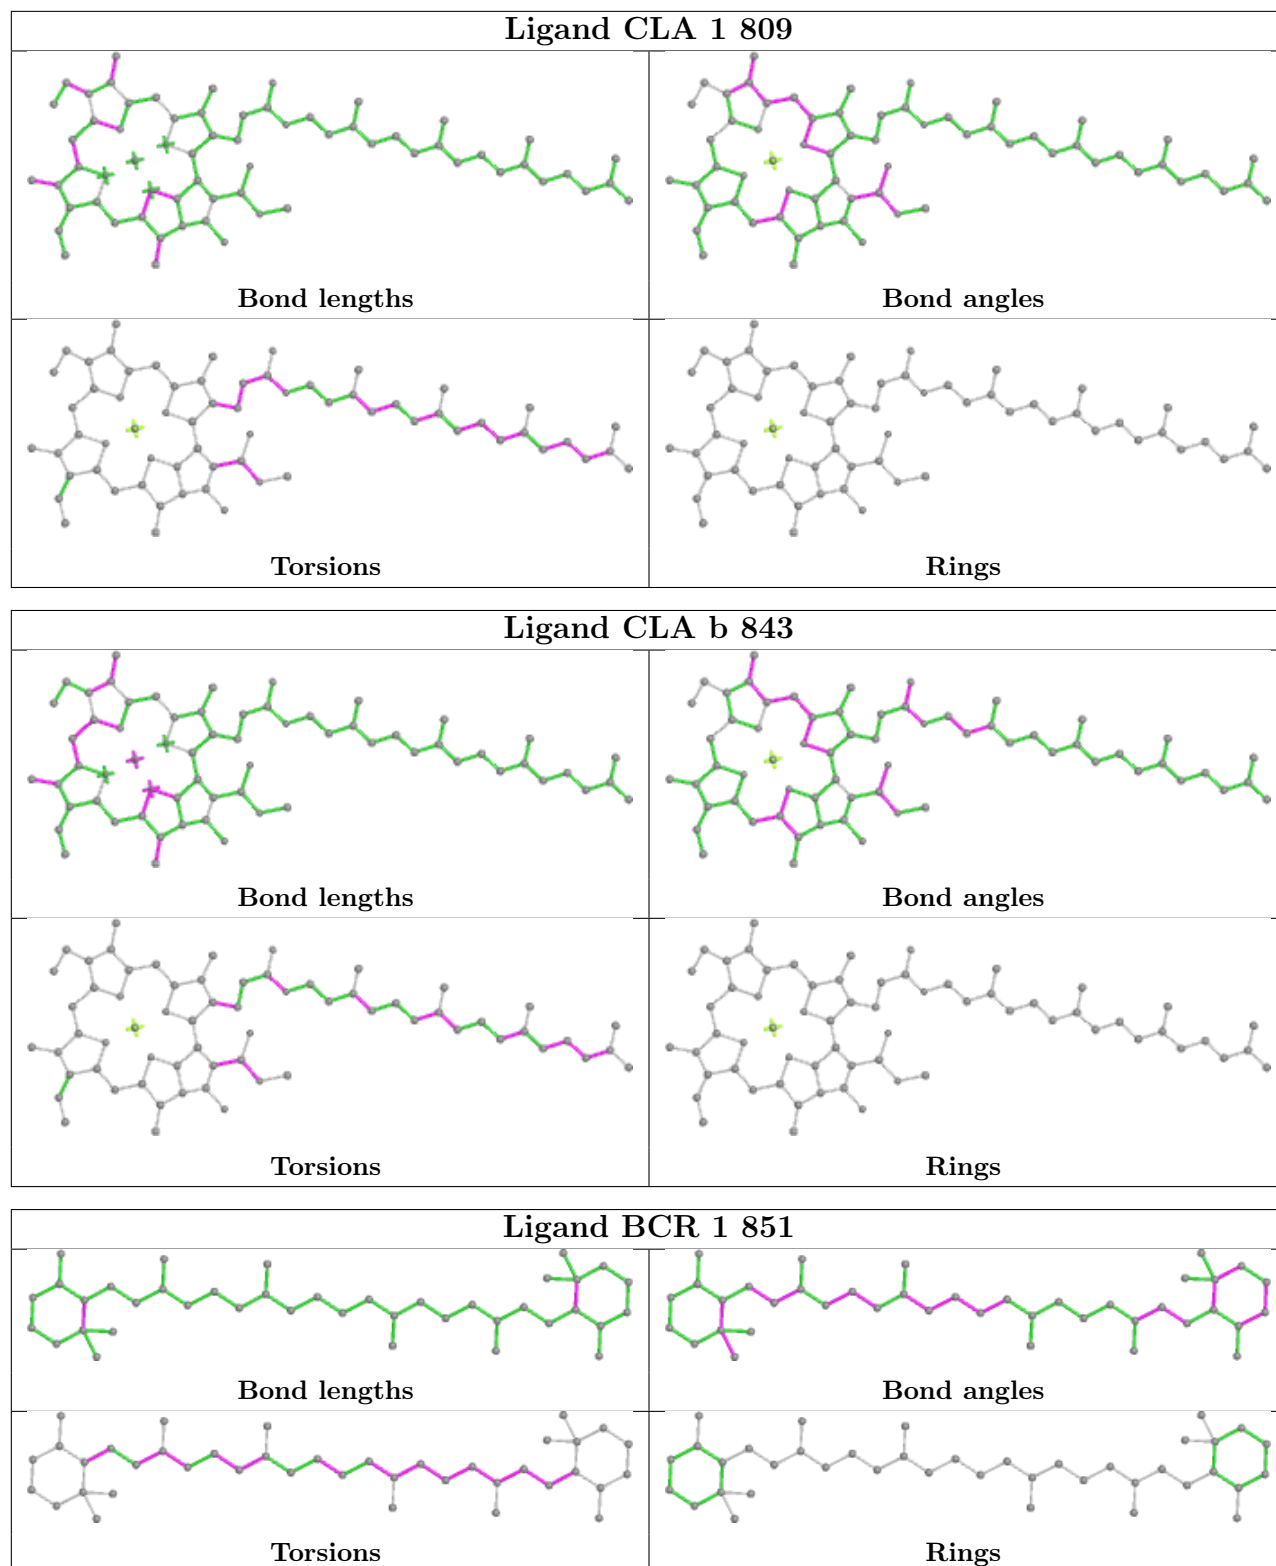 Ligand CLA 1 809
Bond lengths
Bond angles
Torsions
Rings
Ligand CLA b 843
Bond lengths
Bond angles
Torsions
Rings
Ligand BCR 1 851
Bond lengths
Bond angles
Torsions
Rings